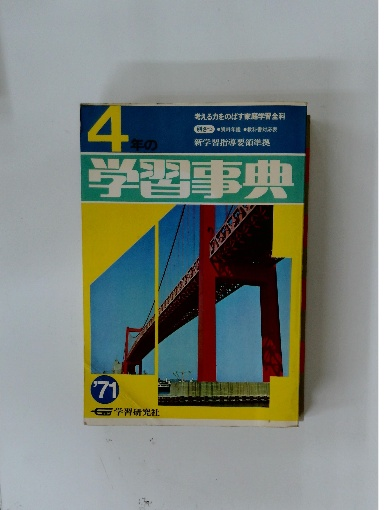 考える力をのばす家庭学習全科
新学習指導要領準拠
4年の
学習事典
'71
学習研究社